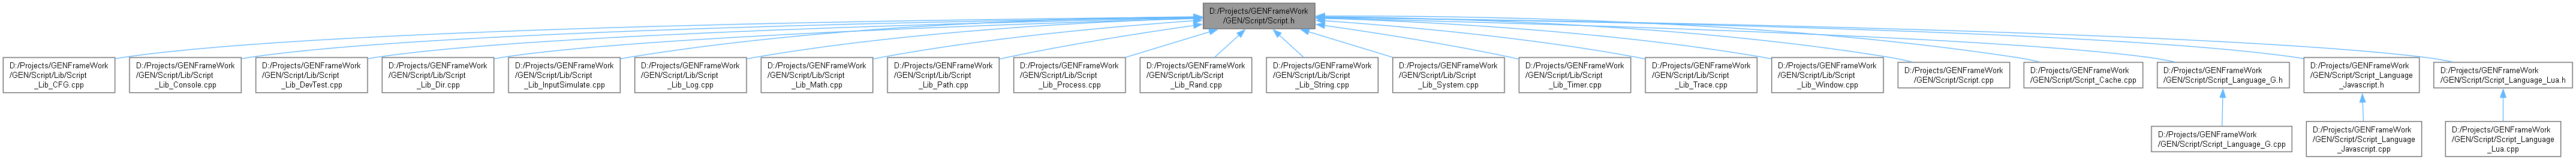 D:/Projects/GENFrameWork
/GEN/Script/Script.h
D:/Projects/GENFrameWork
/GEN/Script/Lib/Script
_Lib_CFG.cpp
D:/Projects/GENFrameWork
/GEN/Script/Lib/Script
_Lib_Console.cpp
D:/Projects/GENFrameWork
/GEN/Script/Lib/Script
_Lib_DevTest.cpp
D:/Projects/GENFrameWork
/GEN/Script/Lib/Script
_Lib_Dir.cpp
D:/Projects/GENFrameWork
/GEN/Script/Lib/Script
_Lib_InputSimulate.cpp
D:/Projects/GENFrameWork
/GEN/Script/Lib/Script
_Lib_Log.cpp
D:/Projects/GENFrameWork
/GEN/Script/Lib/Script
_Lib_Math.cpp
D:/Projects/GENFrameWork
/GEN/Script/Lib/Script
_Lib_Path.cpp
D:/Projects/GENFrameWork
/GEN/Script/Lib/Script
_Lib_Process.cpp
D:/Projects/GENFrameWork
/GEN/Script/Lib/Script
_Lib_Rand.cpp
D:/Projects/GENFrameWork
/GEN/Script/Lib/Script
_Lib_String.cpp
D:/Projects/GENFrameWork
/GEN/Script/Lib/Script
_Lib_System.cpp
D:/Projects/GENFrameWork
/GEN/Script/Lib/Script
_Lib_Timer.cpp
D:/Projects/GENFrameWork
/GEN/Script/Lib/Script
_Lib_Trace.cpp
D:/Projects/GENFrameWork
/GEN/Script/Lib/Script
_Lib_Window.cpp
D:/Projects/GENFrameWork
/GEN/Script/Script.cpp
D:/Projects/GENFrameWork
/GEN/Script/Script_Cache.cpp
D:/Projects/GENFrameWork
/GEN/Script/Script_Language_G.h
D:/Projects/GENFrameWork
/GEN/Script/Script_Language
_Javascript.h
D:/Projects/GENFrameWork
/GEN/Script/Script_Language_Lua.h
D:/Projects/GENFrameWork
/GEN/Script/Script_Language_G.cpp
D:/Projects/GENFrameWork
/GEN/Script/Script_Language
_Javascript.cpp
D:/Projects/GENFrameWork
/GEN/Script/Script_Language
_Lua.cpp